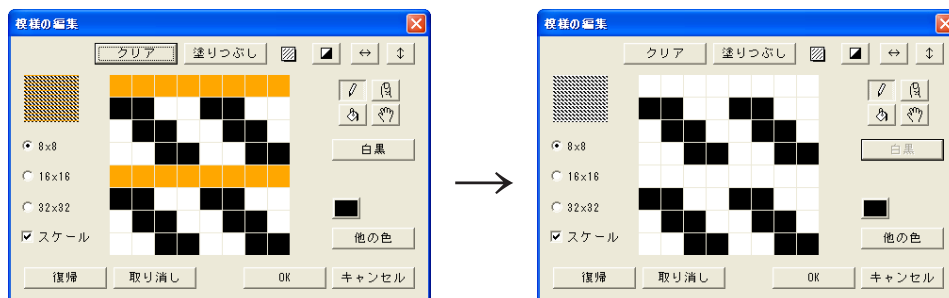 模様の編集
クリア 塗りつぶし
8x8
16x16
32x32
スケール
白黒
他の色
復帰 取り消し OK キャンセル
模様の編集
クリア 塗りつぶし
8x8
16x16
32x32
スケール
白黒
他の色
復帰 取り消し OK キャンセル